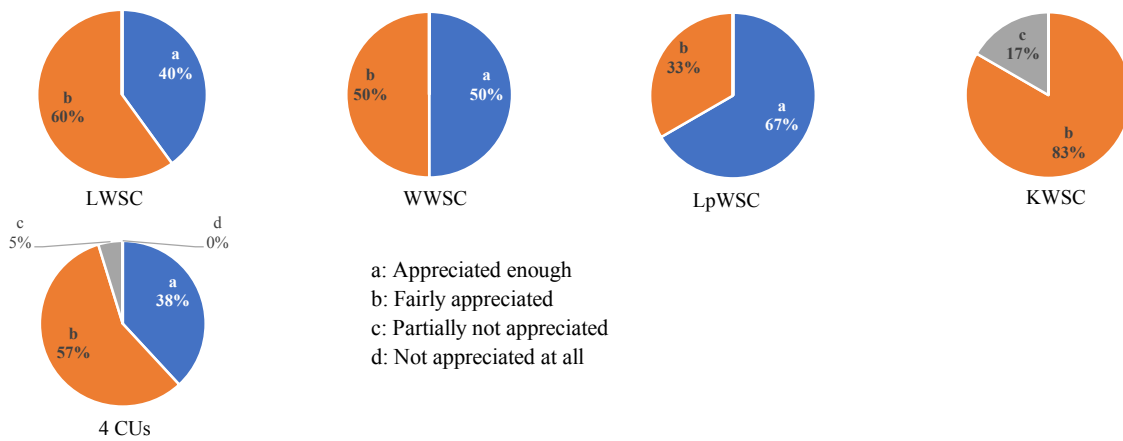 a
40%
b
60%
LWSC
b
50%
a
50%
WWSC
b
33%
a
67%
LpWSC
c
17%
b
83%
KWSC
c
5%
d
0%
a
38%
b
57%
4 CUs
a: Appreciated enough
b: Fairly appreciated
c: Partially not appreciated
d: Not appreciated at all